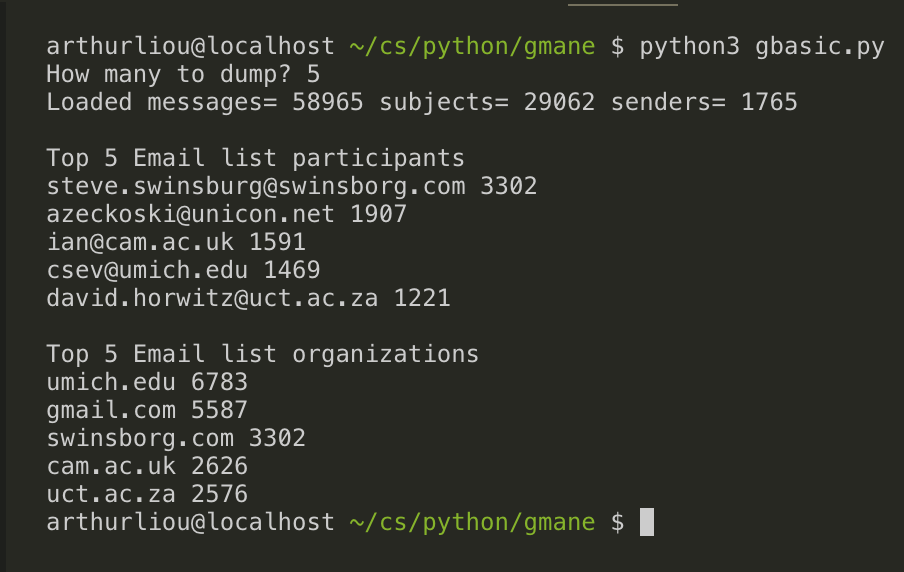 arthurliou@localhost ~/cs/python/gmane $ python3 gbasic.py
How many to dump? 5
Loaded messages= 58965 subjects= 29062 senders= 1765
Top 5 Email list participants
steve.swinsburg@swinsborg.com 3302
azeckoski@unicon.net 1907
ian@cam.ac.uk 1591
csev@umich.edu 1469
david.horwitz@uct.ac.za 1221
Top 5 Email list organizations
umich.edu 6783
gmail.com 5587
swinsborg.com 3302
cam.ac.uk 2626
uct.ac.za 2576
arthurliou@localhost ~/cs/python/gmane $